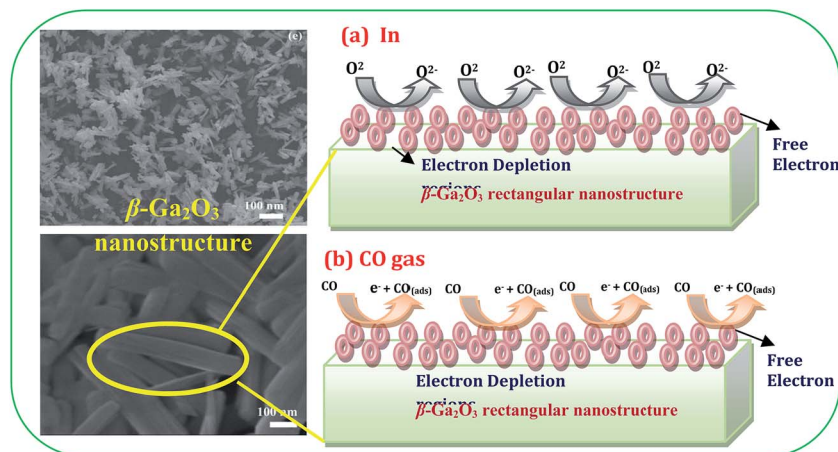 (e)
100 nm
β-Ga₂O₃
nanostructure
100 nm
(a) In
O² O²⁻ O² O²⁻ O² O²⁻ O² O²⁻
Free
Electron
Electron Depletion
regions
β-Ga₂O₃ rectangular nanostructure
(b) CO gas
CO e⁻ + CO(ads) CO e⁻ + CO(ads) CO e⁻ + CO(ads) CO e⁻ + CO(ads)
Free
Electron
Electron Depletion
regions
β-Ga₂O₃ rectangular nanostructure